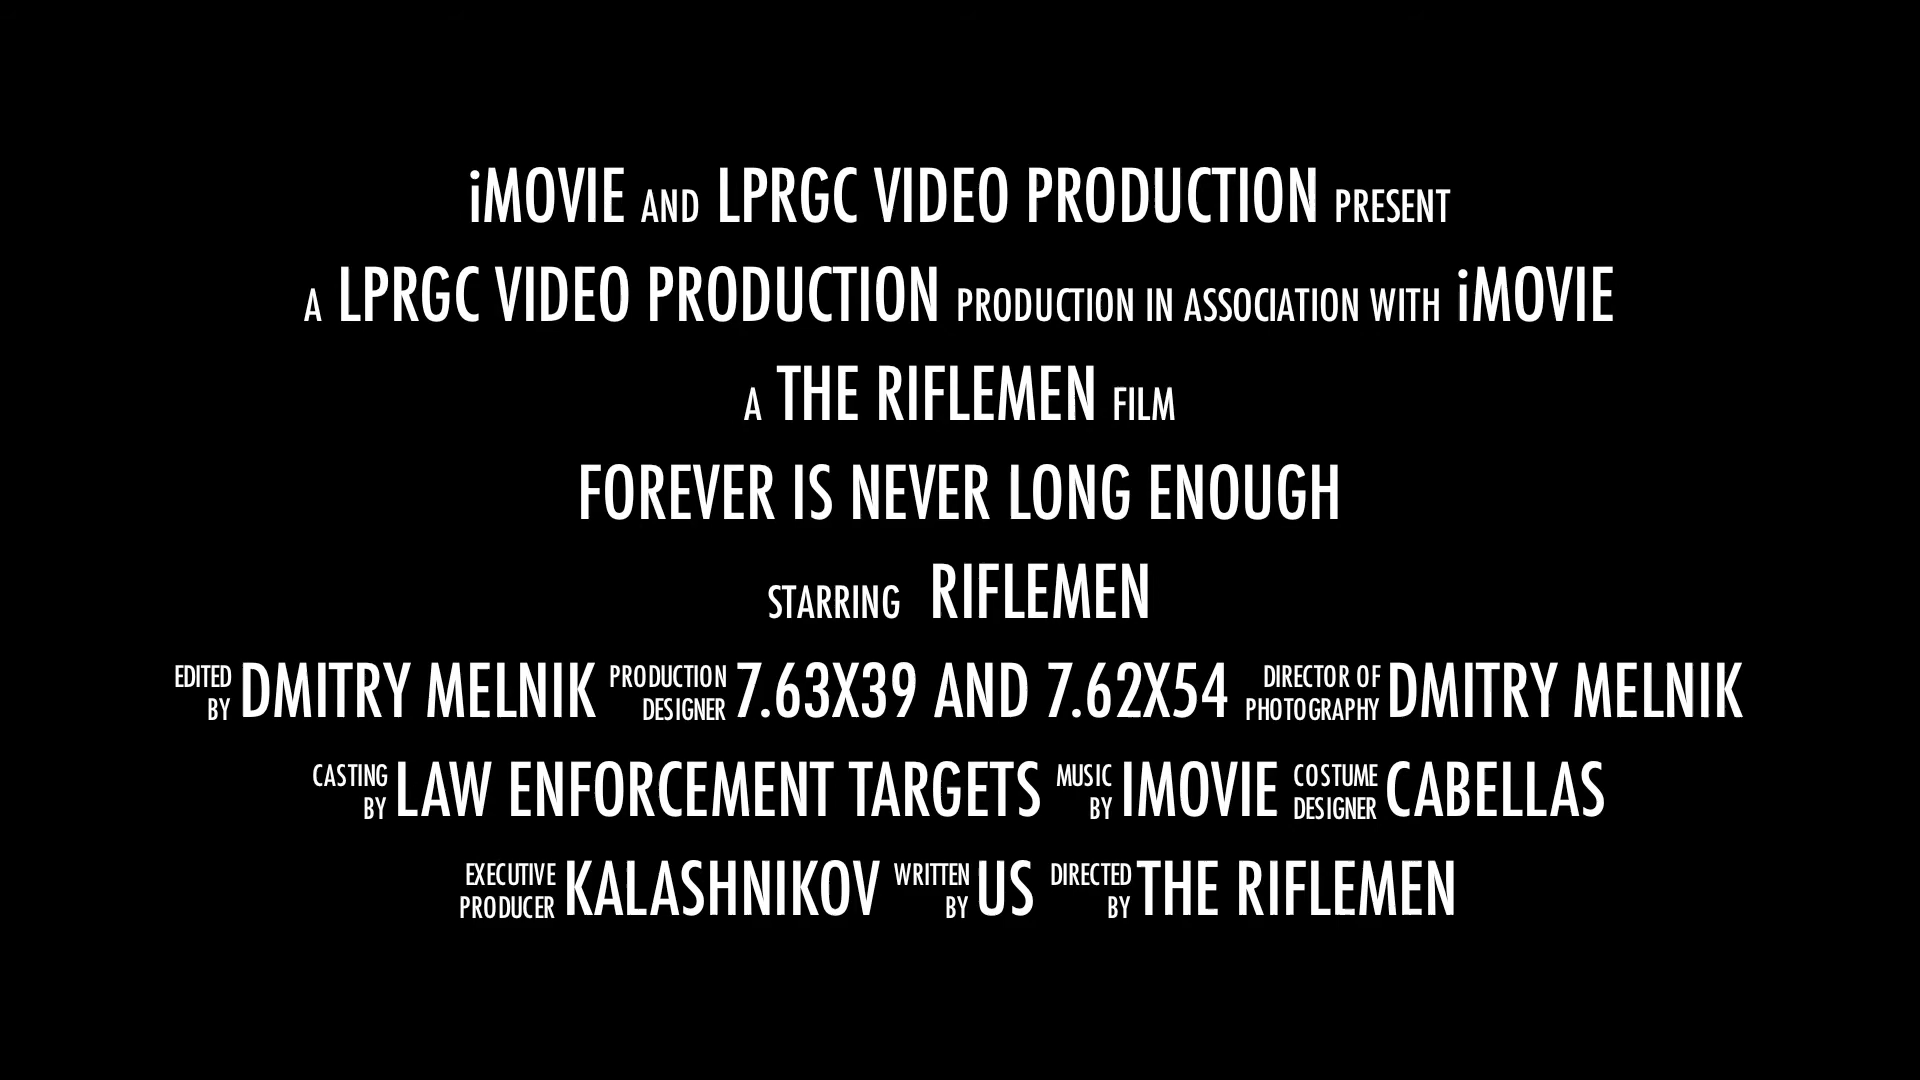 iMOVIE AND LPRGC VIDEO PRODUCTION PRESENT
A LPRGC VIDEO PRODUCTION PRODUCTION IN ASSOCIATION WITH iMOVIE
A THE RIFLEMEN FILM
FOREVER IS NEVER LONG ENOUGH
STARRING RIFLEMEN
EDITED BY DMITRY MELNIK PRODUCTION DESIGNER 7.63X39 AND 7.62X54 DIRECTOR OF PHOTOGRAPHY DMITRY MELNIK
CASTING BY LAW ENFORCEMENT TARGETS MUSIC BY IMOVIE COSTUME DESIGNER CABELLAS
EXECUTIVE PRODUCER KALASHNIKOV WRITTEN BY US DIRECTED BY THE RIFLEMEN